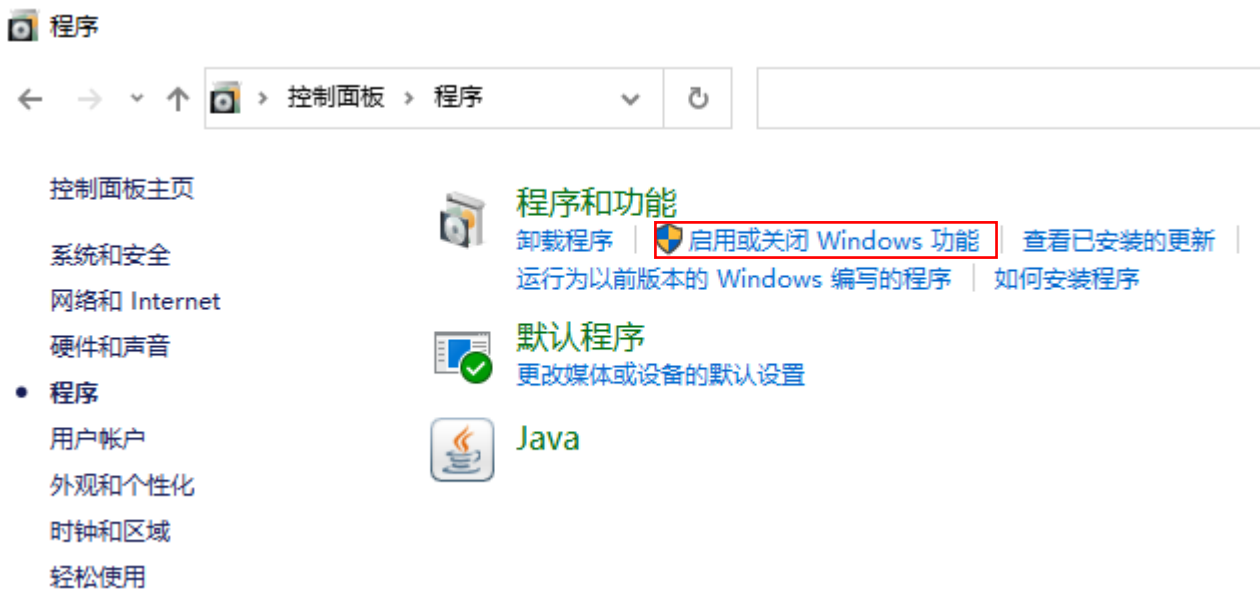 程序
控制面板 程序
控制面板主页
系统和安全
网络和 Internet
硬件和声音
程序
用户帐户
外观和个性化
时钟和区域
轻松使用
程序和功能
卸载程序 启用或关闭 Windows 功能 查看已安装的更新
运行为以前版本的 Windows 编写的程序 如何安装程序
默认程序
更改媒体或设备的默认设置
Java